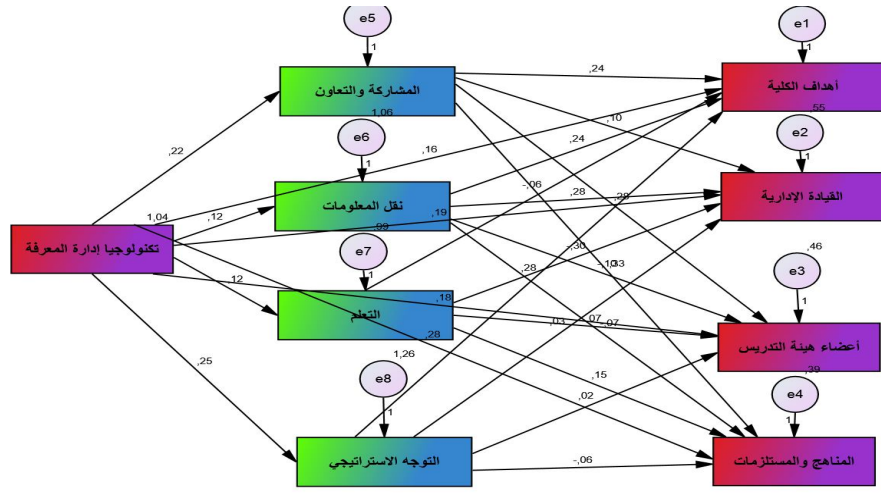 e5
e1
1
1
المشاركة والتعاون
,24
أهداف الكلية
1,06
,55
,10
e6
e2
,22
,16
,24
1
1
-,06
نقل المعلومات
,28
,28
القيادة الإدارية
1,04
,12
,19
,99
تكنولوجيا إدارة المعرفة
e7
-,30
,46
,28
e3
1
,12
,18
1
التعلم
,03
-,07
-,07
أعضاء هيئة التدريس
,28
1,26
,25
e8
,15
,39
e4
,02
1
1
التوجه الاستراتيجي
-,06
المناهج والمستلزمات